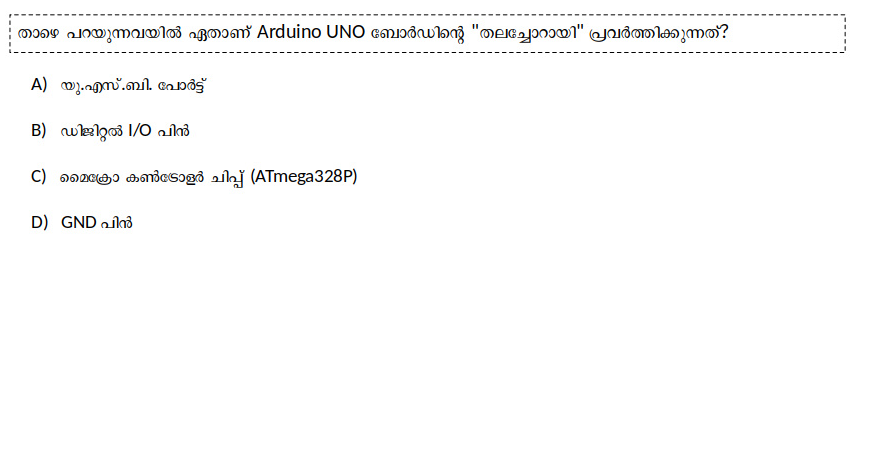 താഴെ പറയുന്നവയിൽ ഏതാണ് Arduino UNO ബോർഡിന്റെ "തലച്ചോറായി" പ്രവർത്തിക്കുന്നത്?
A) യു.എസ്.ബി. പോർട്ട്
B) ഡിജിറ്റൽ I/O പിൻ
C) മൈക്രോ കൺട്രോളർ ചിപ്പ് (ATmega328P)
D) GND പിൻ